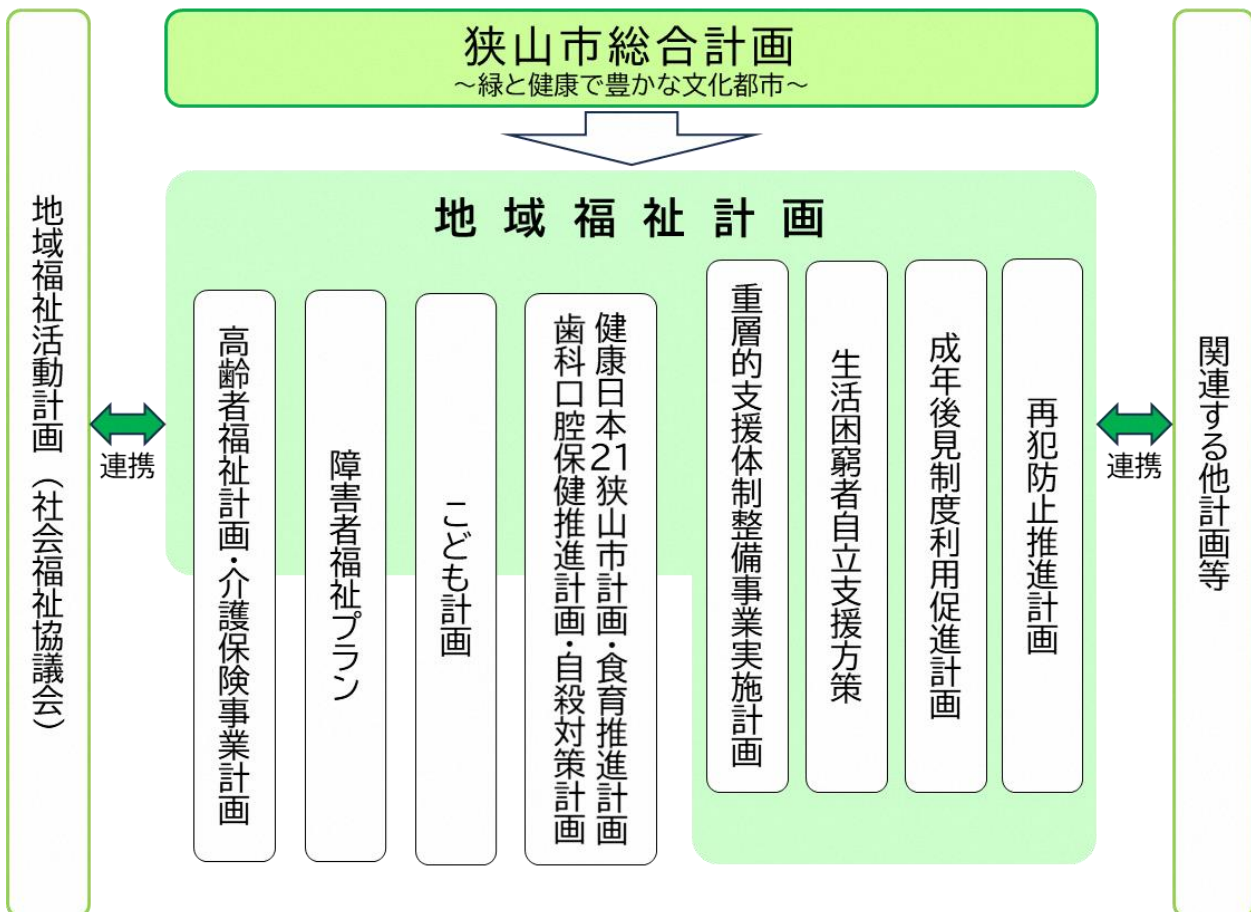 狭山市総合計画
～緑と健康で豊かな文化都市～
地域福祉計画
地域福祉活動計画（社会福祉協議会）
連携
高齢者福祉計画・介護保険事業計画
障害者福祉プラン
こども計画
健康日本21狭山市計画・食育推進計画
歯科口腔保健推進計画・自殺対策計画
重層的支援体制整備事業実施計画
生活困窮者自立支援方策
成年後見制度利用促進計画
再犯防止推進計画
連携
関連する他計画等